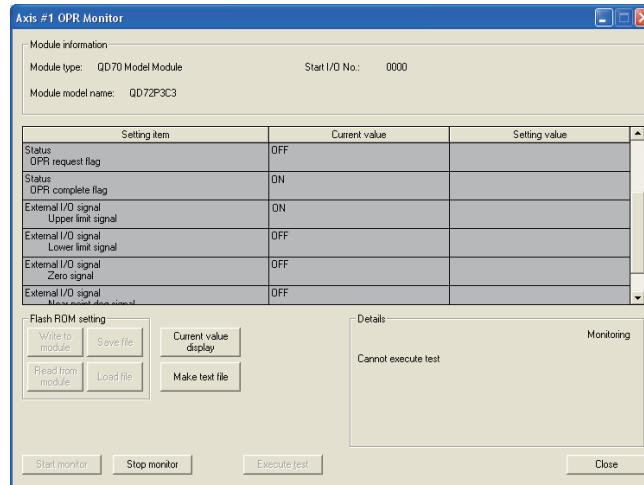 Axis #1 OPR Monitor
Module information
Module type: QD70 Model Module Start I/O No.: 0000
Module model name: QD72P3C3
Setting item Current value Setting value
Status OFF
OPR request flag
Status ON
OPR complete flag
External I/O signal ON
Upper limit signal
External I/O signal OFF
Lower limit signal
External I/O signal OFF
Zero signal
External I/O signal OFF
Near-point dog signal
Flash ROM setting Details
Write to module Save file Current value display Monitoring
Cannot execute test
Read from module Load file Make text file
Start monitor Stop monitor Execute test Close